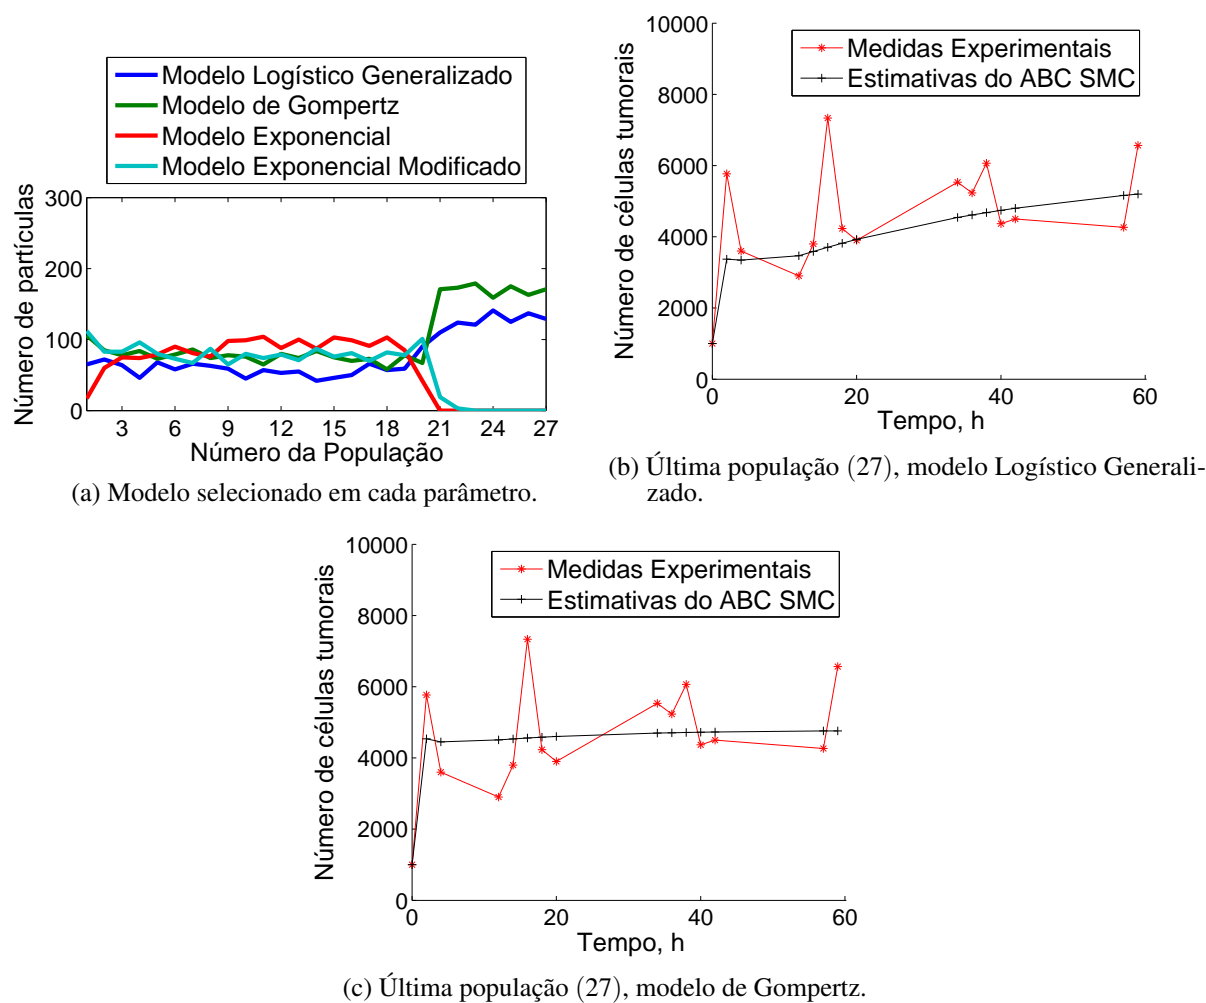 Modelo Logístico Generalizado
Modelo de Gompertz
Modelo Exponencial
Modelo Exponencial Modificado
Número de partículas
300
200
100
0
3 6 9 12 15 18 21 24 27
Número da População
(a) Modelo selecionado em cada parâmetro.
Medidas Experimentais
Estimativas do ABC SMC
Número de células tumorais
10000
8000
6000
4000
2000
0
0 20 40 60
Tempo, h
(b) Última população (27), modelo Logístico Generali-
zado.
Medidas Experimentais
Estimativas do ABC SMC
Número de células tumorais
10000
8000
6000
4000
2000
0
0 20 40 60
Tempo, h
(c) Última população (27), modelo de Gompertz.